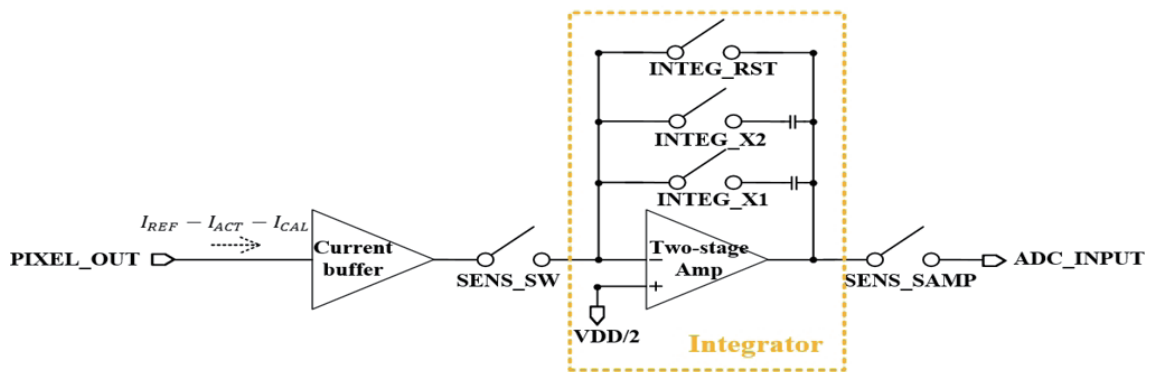 INTEG_RST
INTEG_X2
INTEG_X1
I_REF − I_ACT − I_CAL
PIXEL_OUT
Current
buffer
SENS_SW
−
Two-stage
Amp
+
VDD/2
SENS_SAMP
ADC_INPUT
Integrator